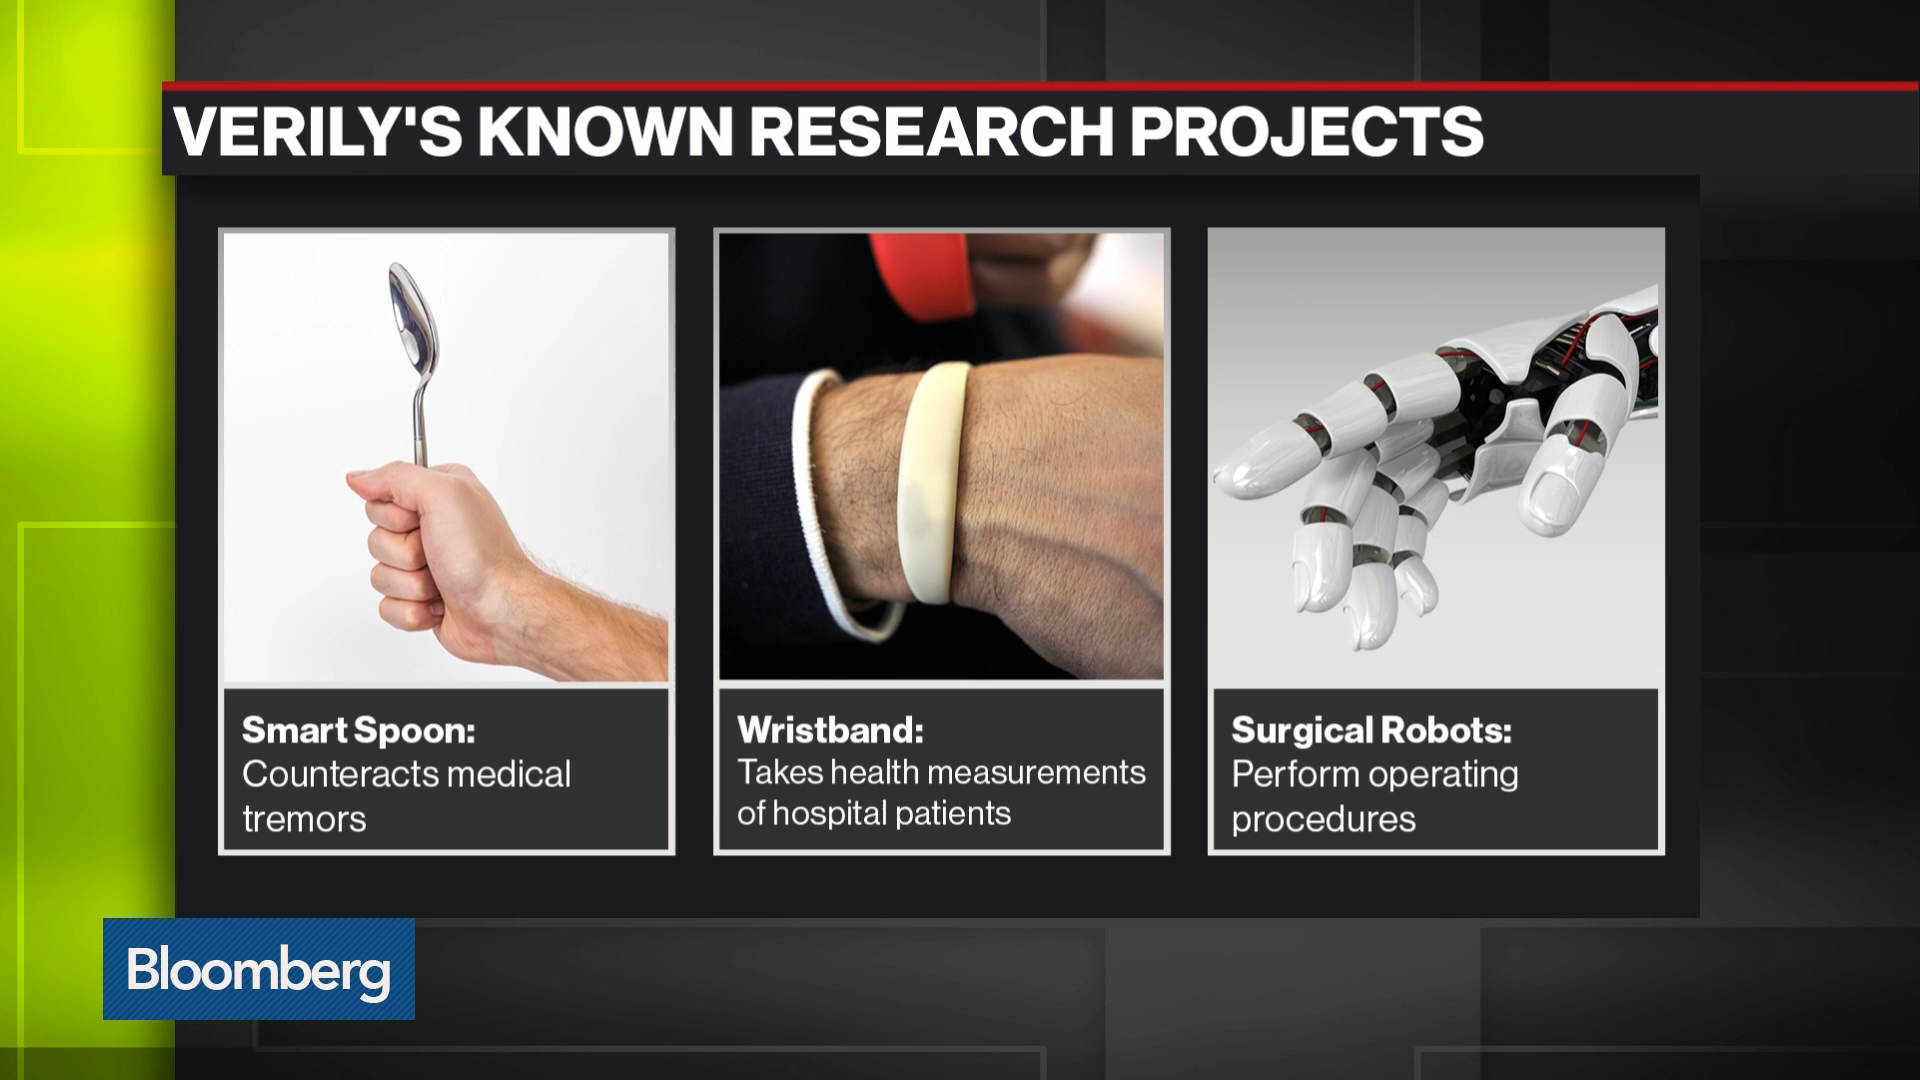 VERILY'S KNOWN RESEARCH PROJECTS
Smart Spoon:
Counteracts medical
tremors
Wristband:
Takes health measurements
of hospital patients
Surgical Robots:
Perform operating
procedures
Bloomberg